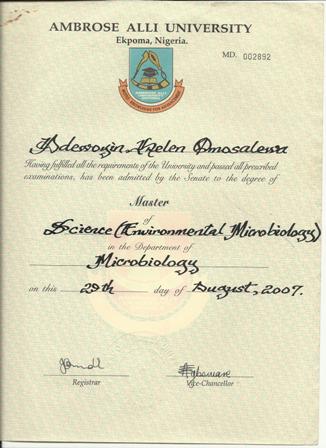 AMBROSE ALLI UNIVERSITY
Ekpoma, Nigeria.
MD. 002892
AMBROSE ALLI UNIVERSITY
Adewoyin Helen Omosalewa
Having fulfilled all the requirements of the University and passed all prescribed
examinations, has been admitted by the Senate to the degree of
Master
of
Science (Environmental Microbiology)
in the Department of
Microbiology
on this 29th day of August, 2007.
Registrar
Vice-Chancellor